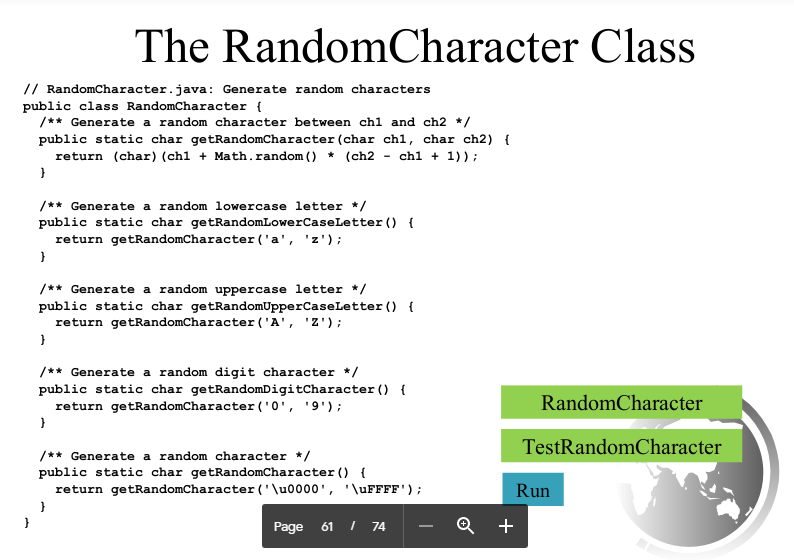 The RandomCharacter Class
// RandomCharacter.java: Generate random characters
public class RandomCharacter {
  /** Generate a random character between ch1 and ch2 */
  public static char getRandomCharacter(char ch1, char ch2) {
    return (char)(ch1 + Math.random() * (ch2 - ch1 + 1));
  }

  /** Generate a random lowercase letter */
  public static char getRandomLowerCaseLetter() {
    return getRandomCharacter('a', 'z');
  }

  /** Generate a random uppercase letter */
  public static char getRandomUpperCaseLetter() {
    return getRandomCharacter('A', 'Z');
  }

  /** Generate a random digit character */
  public static char getRandomDigitCharacter() {
    return getRandomCharacter('0', '9');
  }

  /** Generate a random character */
  public static char getRandomCharacter() {
    return getRandomCharacter('\u0000', '\uFFFF');
  }
}
RandomCharacter
TestRandomCharacter
Run
Page 61 / 74